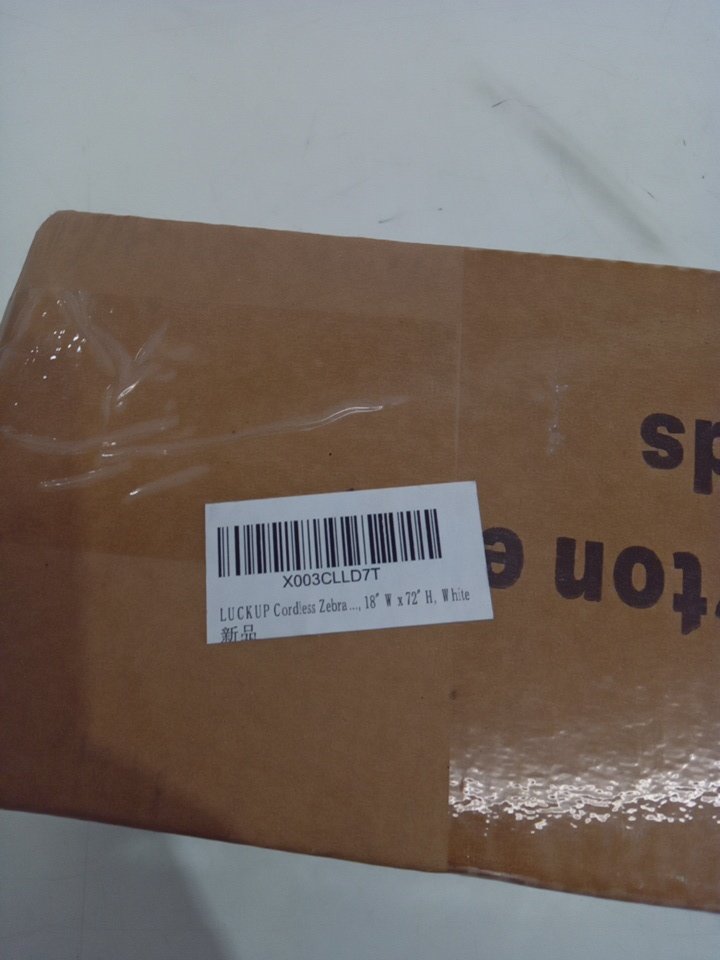 X003CLLD7T
LUCKUP Cordless Zebra..., 18" W x 72" H, White
新品